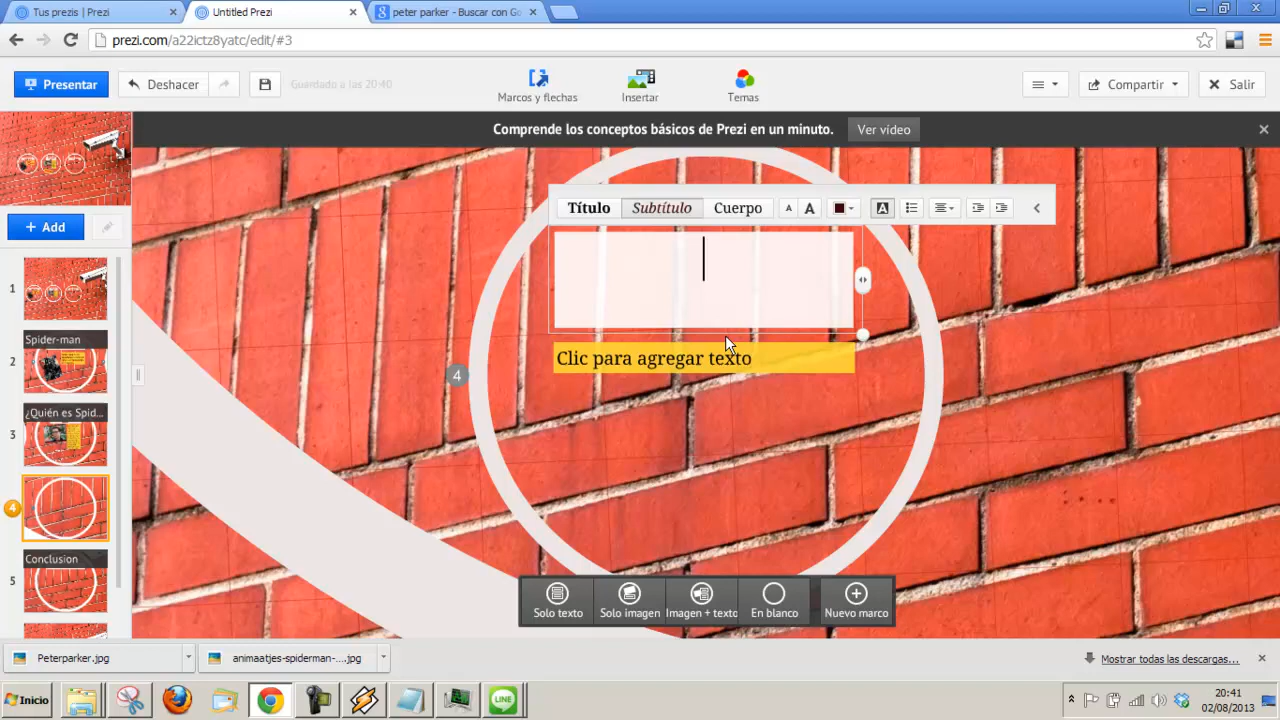 Tus prezis | Prezi
Untitled Prezi
peter parker - Buscar con Go
prezi.com/a22ictz8yatc/edit/#3
Presentar
Deshacer
Guardado a las 20:40
Marcos y flechas
Insertar
Temas
Compartir
Salir
Comprende los conceptos básicos de Prezi en un minuto.
Ver vídeo
+ Add
Título
Subtítulo
Cuerpo
A
A
A
1
Spider-man
2
¿Quién es Spid...
3
4
Conclusion
5
4
Clic para agregar texto
Solo texto
Solo imagen
Imagen + texto
En blanco
Nuevo marco
Peterparker.jpg
animaatjes-spiderman-....jpg
Mostrar todas las descargas...
Inicio
LINE
20:41
02/08/2013